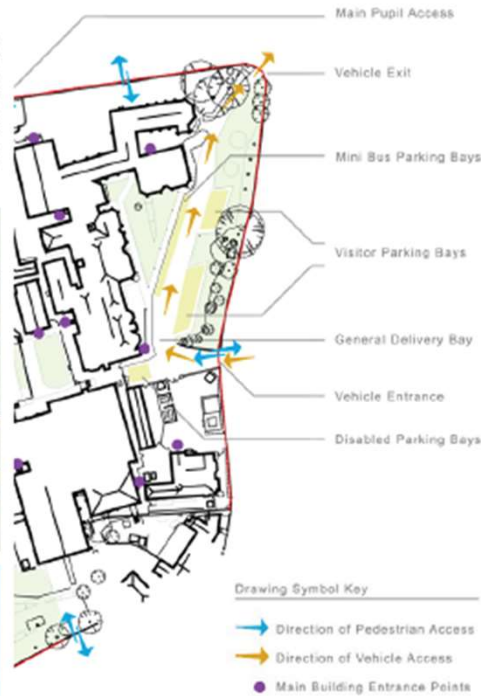 Main Pupil Access
Vehicle Exit
Mini Bus Parking Bays
Visitor Parking Bays
General Delivery Bay
Vehicle Entrance
Disabled Parking Bays
Drawing Symbol Key
Direction of Pedestrian Access
Direction of Vehicle Access
Main Building Entrance Points